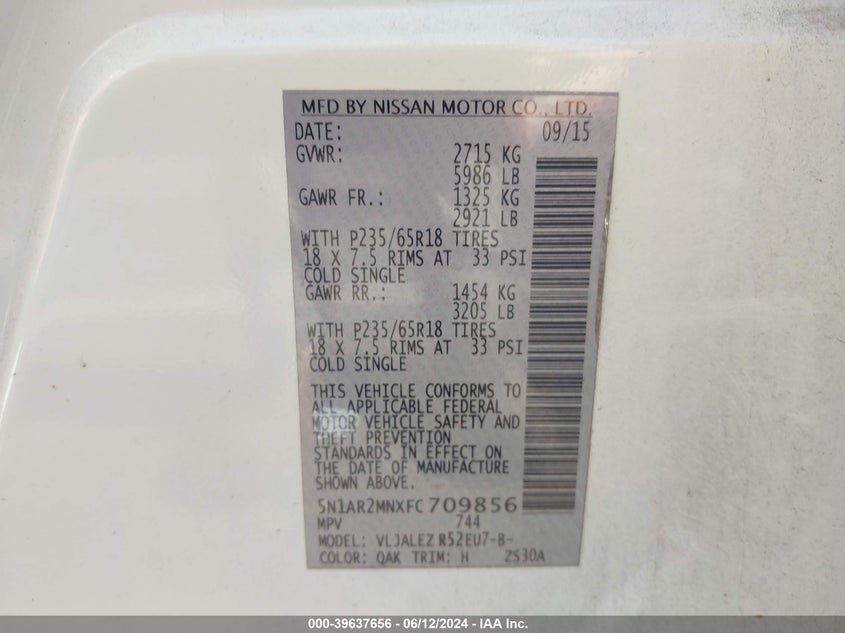 MFD BY NISSAN MOTOR CO., LTD.
DATE: 09/15
GVWR: 2715 KG
5986 LB
GAWR FR.: 1325 KG
2921 LB
WITH P235/65R18 TIRES
18 X 7.5 RIMS AT 33 PSI
COLD SINGLE
GAWR RR.: 1454 KG
3205 LB
WITH P235/65R18 TIRES
18 X 7.5 RIMS AT 33 PSI
COLD SINGLE
THIS VEHICLE CONFORMS TO
ALL APPLICABLE FEDERAL
MOTOR VEHICLE SAFETY AND
THEFT PREVENTION
STANDARDS IN EFFECT ON
THE DATE OF MANUFACTURE
SHOWN ABOVE.
5N1AR2MNXFC709856
MPV 744
MODEL: VLJALEZ R52EU7-B-
COLOR: QAK TRIM: H ZS30A
000-39637656 - 06/12/2024 - IAA Inc.